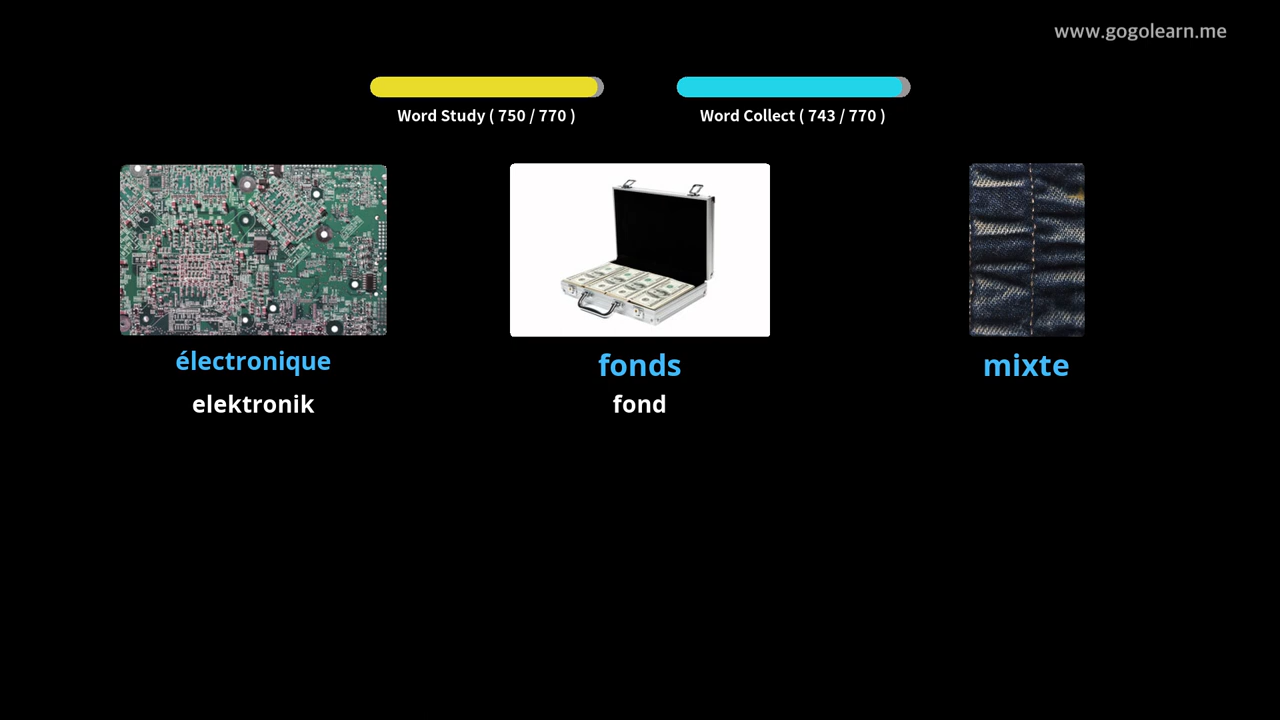 www.gogolearn.me
Word Study ( 750 / 770 )
Word Collect ( 743 / 770 )
électronique
fonds
mixte
elektronik
fond